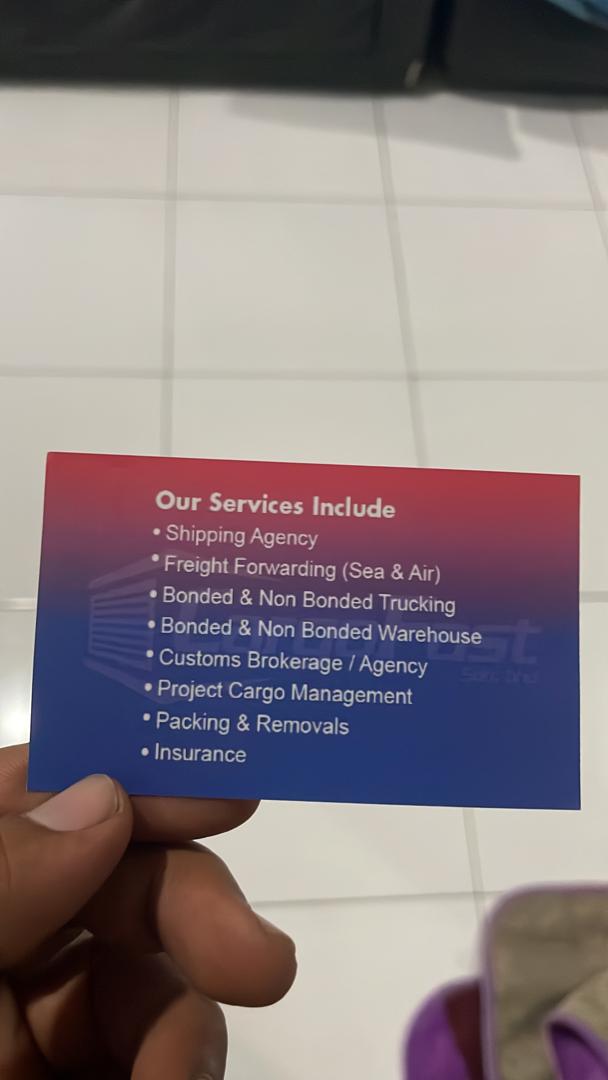 Our Services Include
• Shipping Agency
• Freight Forwarding (Sea & Air)
• Bonded & Non Bonded Trucking
• Bonded & Non Bonded Warehouse
• Customs Brokerage / Agency
• Project Cargo Management
• Packing & Removals
• Insurance
CargoFast
Sdn bhd